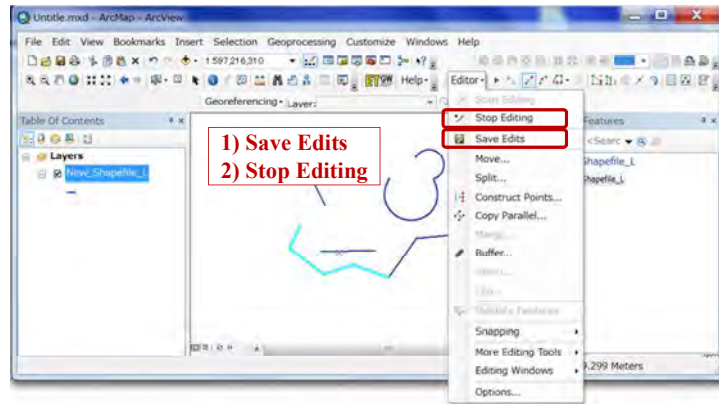 Untitle.mxd - ArcMap - ArcView
File Edit View Bookmarks Insert Selection Geoprocessing Customize Windows Help
1:597,216,310
Help
Editor
Georeferencing Layer:
Start Editing
Table Of Contents
Stop Editing
Features
1) Save Edits
2) Stop Editing
Save Edits
<Searc
Layers
Move...
Shapefile_L
New_Shapefile_L
Split...
Shapefile_L
Construct Points...
Copy Parallel...
Merge...
Buffer...
Union...
Clip...
Validate Features
Snapping
More Editing Tools
Editing Windows
9.299 Meters
Options...